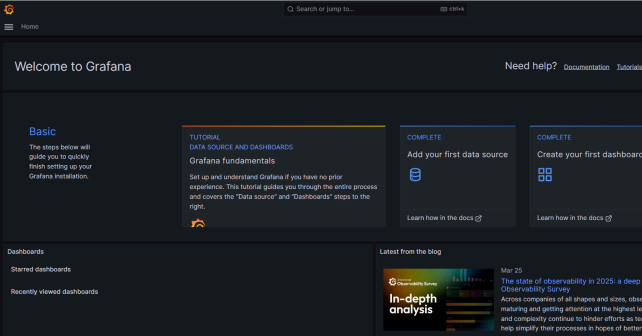 Search or jump to...
ctrl+k
Home
Welcome to Grafana
Need help?
Documentation
Tutorials
Basic
The steps below will
guide you to quickly
finish setting up your
Grafana installation.
TUTORIAL
DATA SOURCE AND DASHBOARDS
Grafana fundamentals
Set up and understand Grafana if you have no prior
experience. This tutorial guides you through the entire process
and covers the "Data source" and "Dashboards" steps to the
right.
COMPLETE
Add your first data source
Learn how in the docs
COMPLETE
Create your first dashboard
Learn how in the docs
Dashboards
Starred dashboards
Recently viewed dashboards
Latest from the blog
Observability Survey
In-depth
analysis
Mar 25
The state of observability in 2025: a deep
Observability Survey
Across companies of all shapes and sizes, obse
maturing and getting attention at the highest le
and complexity continue to hinder efforts as te
help simplify their processes in hopes of better